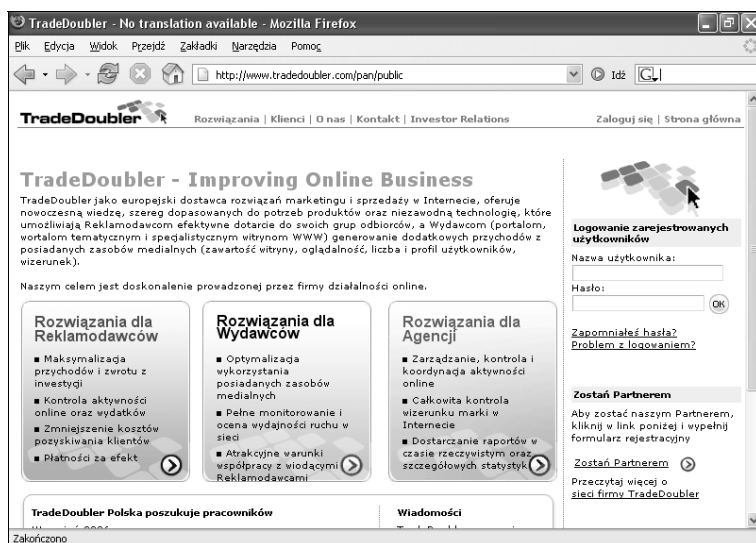 TradeDoubler - No translation available - Mozilla Firefox
Plik Edycja Widok Przejdź Zakładki Narzędzia Pomoc
http://www.tradedoubler.com/pan/public
Idź
TradeDoubler
Rozwiązania | Klienci | O nas | Kontakt | Investor Relations
Zaloguj się | Strona główna
TradeDoubler - Improving Online Business
TradeDoubler jako europejski dostawca rozwiązań marketingu i sprzedaży w Internecie, oferuje
nowoczesną wiedzę, szereg dopasowanych do potrzeb produktów oraz niezawodną technologię, które
umożliwiają Reklamodawcom efektywne dotarcie do swoich grup odbiorców, a Wydawcom (portalom,
wortalom tematycznym i specjalistycznym witrynom WWW) generowanie dodatkowych przychodów z
posiadanych zasobów medialnych (zawartość witryny, oglądalność, liczba i profil użytkowników,
wizerunek).
Naszym celem jest doskonalenie prowadzonej przez firmy działalności online.
Rozwiązania dla
Reklamodawców
■ Maksymalizacja
przychodów i zwrotu z
inwestycji
■ Kontrola aktywności
online oraz wydatków
■ Zmniejszenie kosztów
pozyskiwania klientów
■ Płatności za efekt
Rozwiązania dla
Wydawców
■ Optymalizacja
wykorzystania
posiadanych zasobów
medialnych
■ Pełne monitorowanie i
ocena wydajności ruchu w
sieci
■ Atrakcyjne warunki
współpracy z wiodącymi
Reklamodawcami
Rozwiązania dla
Agencji
■ Zarządzanie, kontrola i
koordynacja aktywności
online
■ Całkowita kontrola
wizerunku marki w
Internecie
■ Dostarczanie raportów w
czasie rzeczywistym oraz
szczegółowych statystyk
Logowanie zarejestrowanych
użytkowników
Nazwa użytkownika:
Hasło:
OK
Zapomniałeś hasła?
Problem z logowaniem?
Zostań Partnerem
Aby zostać naszym Partnerem,
kliknij w link poniżej i wypełnij
formularz rejestracyjny
Zostań Partnerem
Przeczytaj więcej o
sieci firmy TradeDoubler
TradeDoubler Polska poszukuje pracowników
Wiadomości
Zakończono